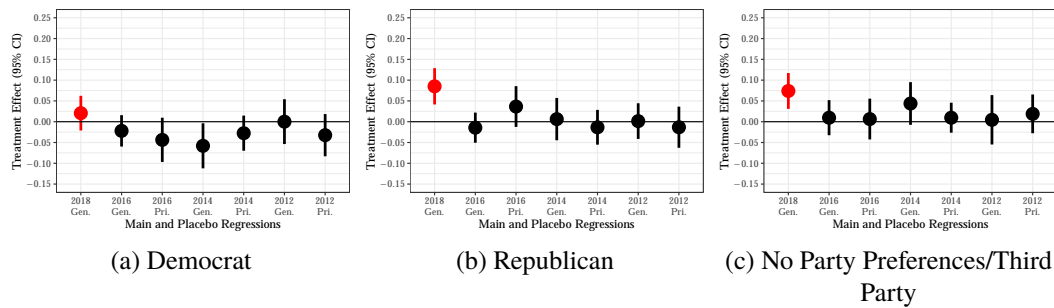 Treatment Effect (95% CI)
0.25
0.20
0.15
0.10
0.05
0.00
−0.05
−0.10
−0.15
2018 2016 2016 2014 2014 2012 2012
Gen. Gen. Pri. Gen. Pri. Gen. Pri.
Main and Placebo Regressions
(a) Democrat
Treatment Effect (95% CI)
0.25
0.20
0.15
0.10
0.05
0.00
−0.05
−0.10
−0.15
2018 2016 2016 2014 2014 2012 2012
Gen. Gen. Pri. Gen. Pri. Gen. Pri.
Main and Placebo Regressions
(b) Republican
Treatment Effect (95% CI)
0.25
0.20
0.15
0.10
0.05
0.00
−0.05
−0.10
−0.15
2018 2016 2016 2014 2014 2012 2012
Gen. Gen. Pri. Gen. Pri. Gen. Pri.
Main and Placebo Regressions
(c) No Party Preferences/Third
Party